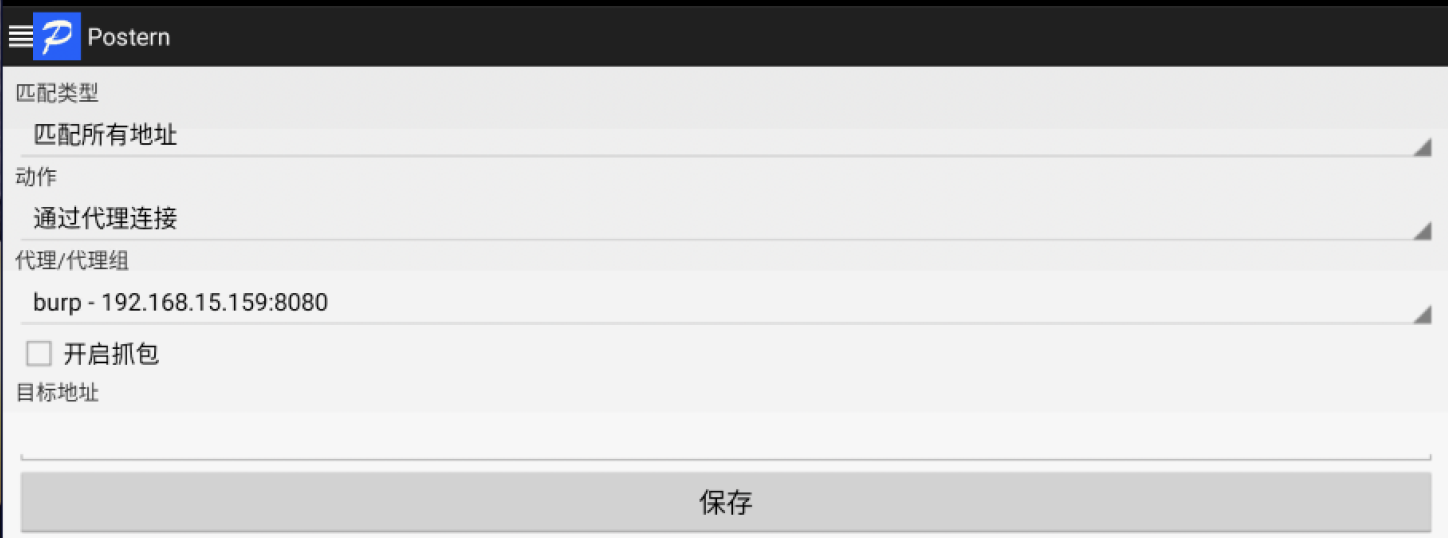 Postern
匹配类型
匹配所有地址
动作
通过代理连接
代理/代理组
burp - 192.168.15.159:8080
开启抓包
目标地址
保存